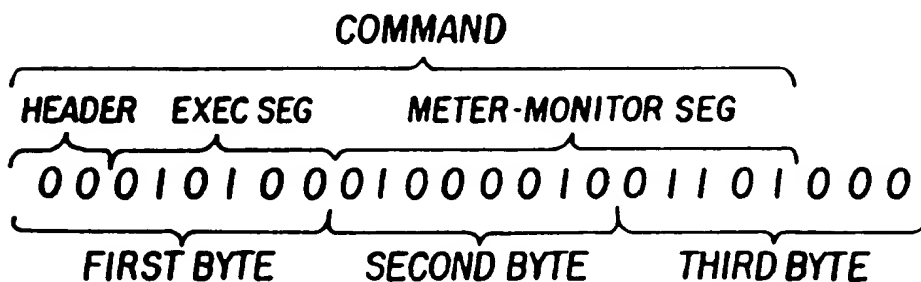 COMMAND
HEADER EXEC SEG METER-MONITOR SEG
0 0 0 1 0 1 0 0 0 1 0 0 0 0 1 0 0 1 1 0 1 0 0 0
FIRST BYTE SECOND BYTE THIRD BYTE